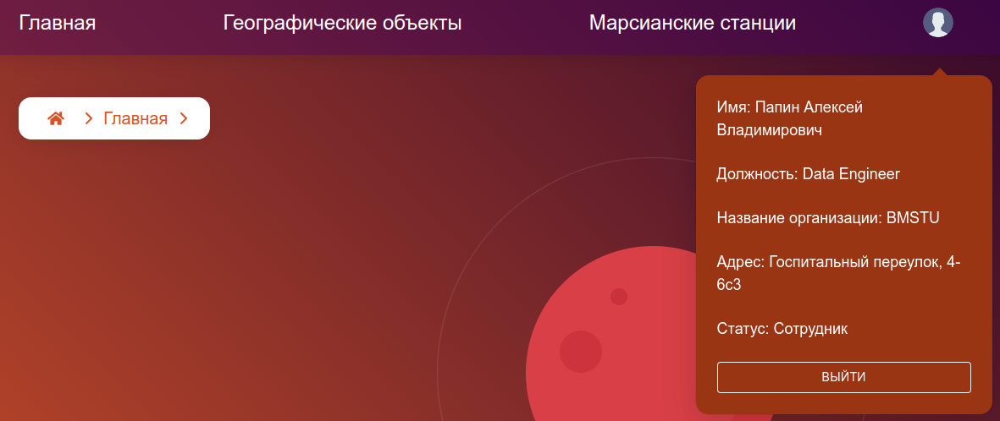 Главная
Географические объекты
Марсианские станции
Главная
Имя: Папин Алексей
Владимирович
Должность: Data Engineer
Название организации: BMSTU
Адрес: Госпитальный переулок, 4-
6с3
Статус: Сотрудник
ВЫЙТИ